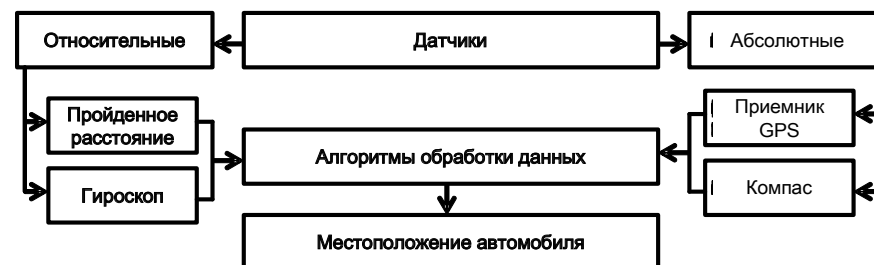 Относительные
Датчики
Абсолютные
Пройденное
расстояние
Приемник
GPS
Алгоритмы обработки данных
Гироскоп
Компас
Местоположение автомобиля